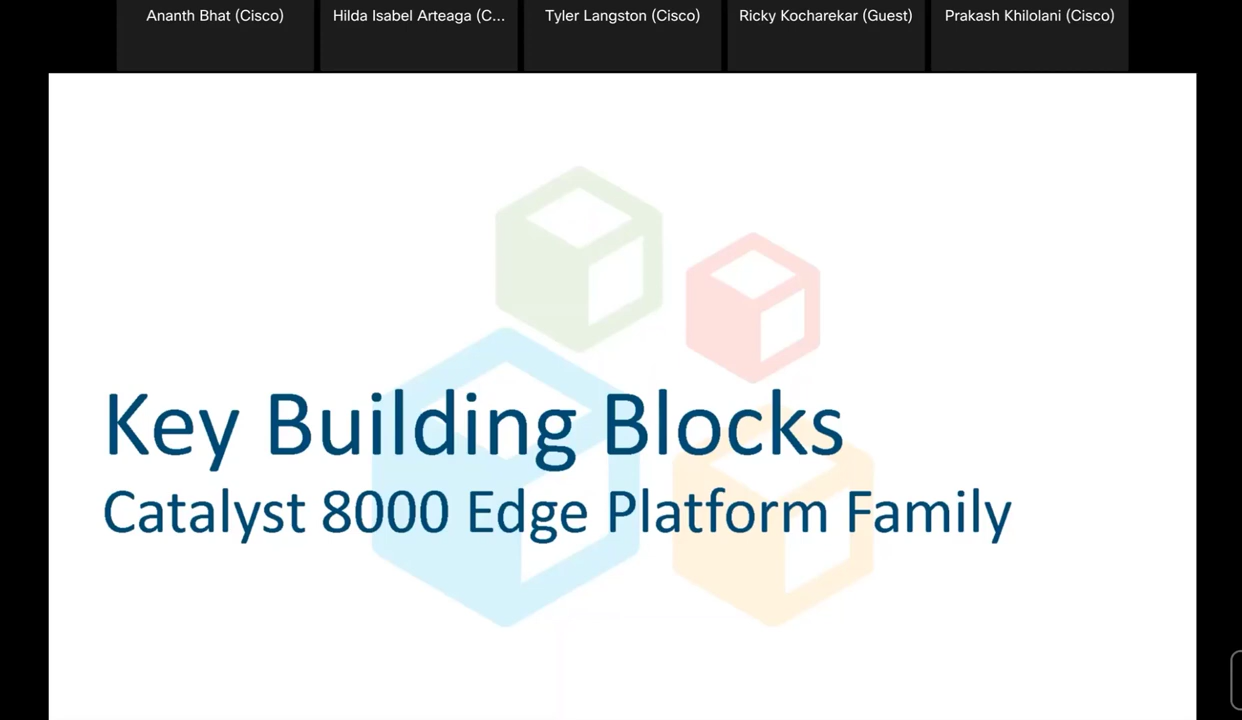 Ananth Bhat (Cisco)
Hilda Isabel Arteaga (C...
Tyler Langston (Cisco)
Ricky Kocharekar (Guest)
Prakash Khilolani (Cisco)
Key Building Blocks
Catalyst 8000 Edge Platform Family